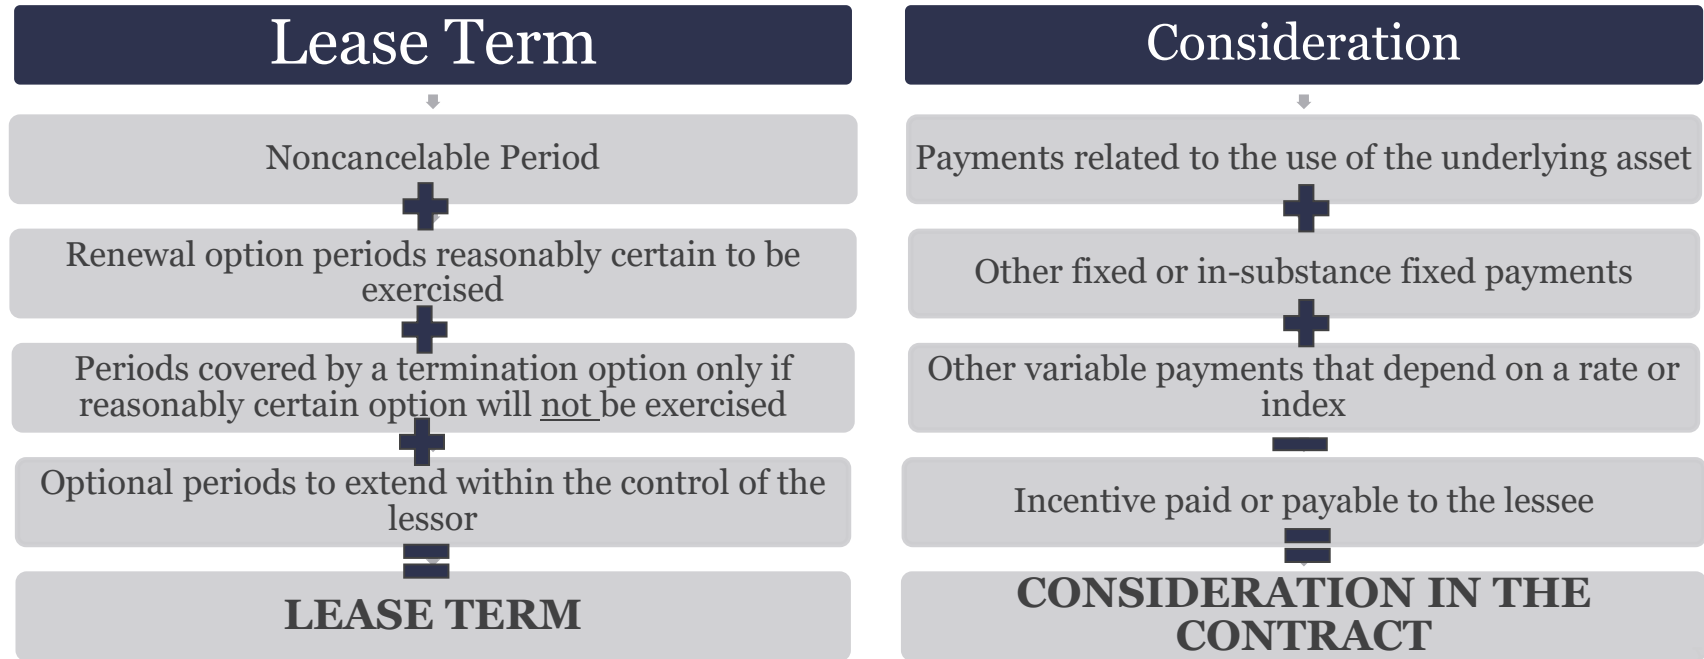 Lease Term
Noncancelable Period
Renewal option periods reasonably certain to be
exercised
Periods covered by a termination option only if
reasonably certain option will not be exercised
Optional periods to extend within the control of the
lessor
LEASE TERM
Consideration
Payments related to the use of the underlying asset
Other fixed or in-substance fixed payments
Other variable payments that depend on a rate or
index
Incentive paid or payable to the lessee
CONSIDERATION IN THE
CONTRACT